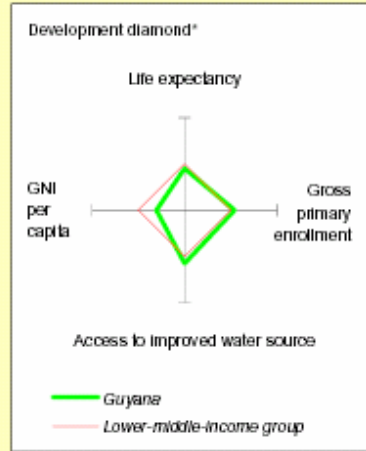 Development diamond*
Life expectancy
GNI
per
capita
Gross
primary
enrollment
Access to improved water source
Guyana
Lower-middle-income group